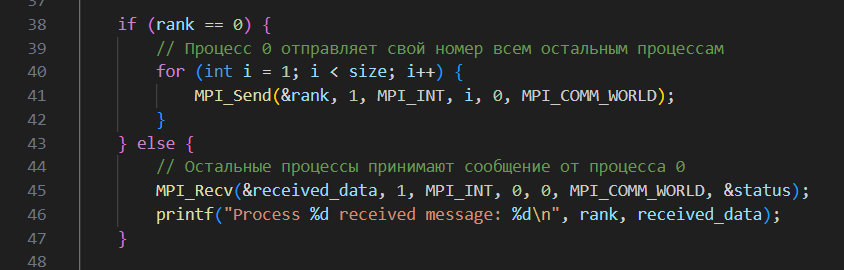 38 if (rank == 0) {
39 // Процесс 0 отправляет свой номер всем остальным процессам
40 for (int i = 1; i < size; i++) {
41 MPI_Send(&rank, 1, MPI_INT, i, 0, MPI_COMM_WORLD);
42 }
43 } else {
44 // Остальные процессы принимают сообщение от процесса 0
45 MPI_Recv(&received_data, 1, MPI_INT, 0, 0, MPI_COMM_WORLD, &status);
46 printf("Process %d received message: %d\n", rank, received_data);
47 }
48